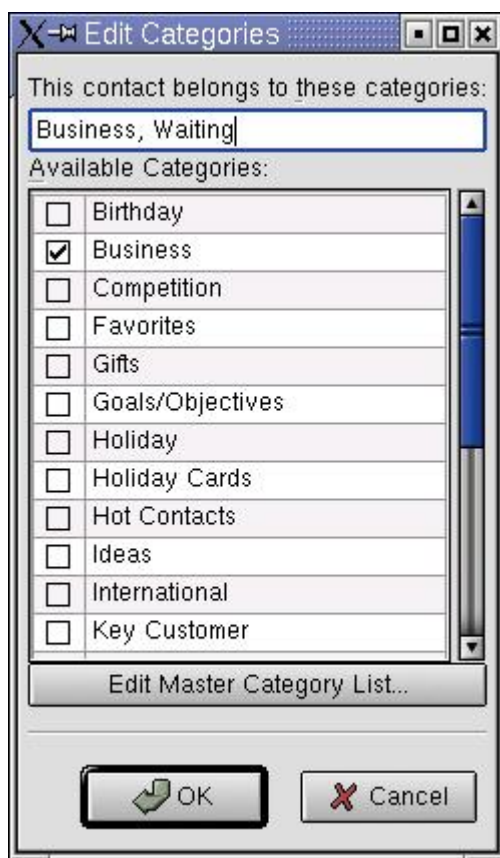 Edit Categories
This contact belongs to these categories:
Business, Waiting
Available Categories:
Birthday
Business
Competition
Favorites
Gifts
Goals/Objectives
Holiday
Holiday Cards
Hot Contacts
Ideas
International
Key Customer
Edit Master Category List...
OK
Cancel